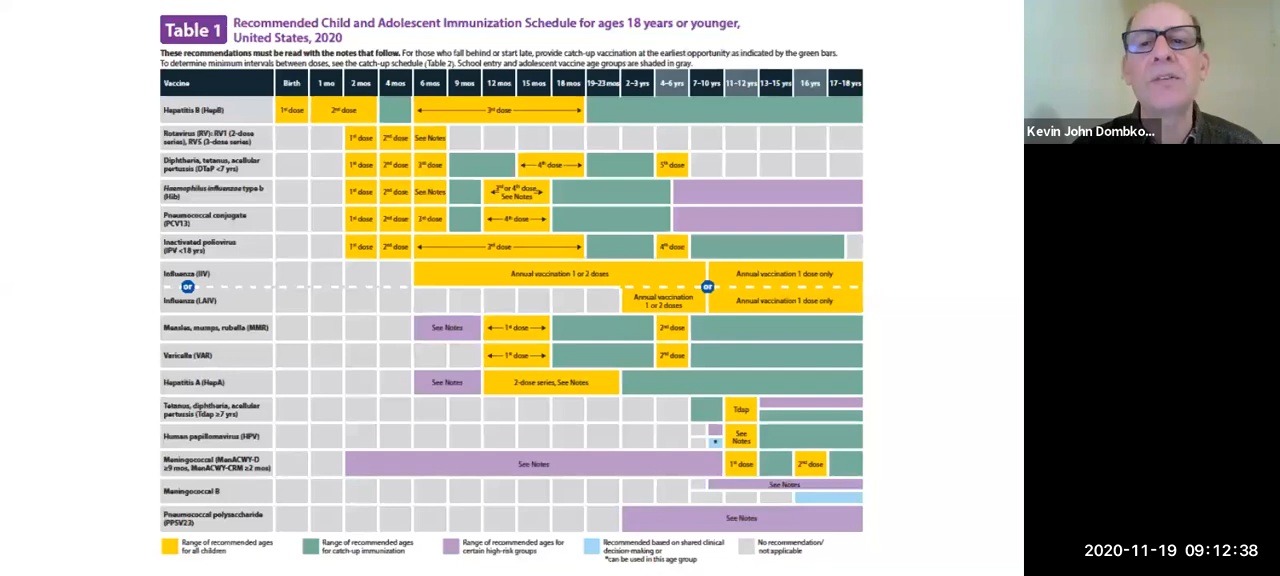 Table 1
Recommended Child and Adolescent Immunization Schedule for ages 18 years or younger,
United States, 2020
These recommendations must be read with the notes that follow. For those who fall behind or start late, provide catch-up vaccination at the earliest opportunity as indicated by the green bars.
To determine minimum intervals between doses, see the catch-up schedule (Table 2). School entry and adolescent vaccine age groups are shaded in gray.
Vaccine Birth 1 mo 2 mos 4 mos 6 mos 9 mos 12 mos 15 mos 18 mos 19–23 mos 2–3 yrs 4–6 yrs 7–10 yrs 11–12 yrs 13–15 yrs 16 yrs 17–18 yrs
Hepatitis B (HepB) 1st dose 2nd dose 3rd dose
Rotavirus (RV): RV1 (2-dose
series), RV5 (3-dose series) 1st dose 2nd dose See Notes
Diphtheria, tetanus, acellular
pertussis (DTaP <7 yrs) 1st dose 2nd dose 3rd dose 4th dose 5th dose
Haemophilus influenzae type b
(Hib) 1st dose 2nd dose See Notes 3rd or 4th dose,
See Notes
Pneumococcal conjugate
(PCV13) 1st dose 2nd dose 3rd dose 4th dose
Inactivated poliovirus
(IPV <18 yrs) 1st dose 2nd dose 3rd dose 4th dose
Influenza (IIV) Annual vaccination 1 or 2 doses Annual vaccination 1 dose only
or or
Influenza (LAIV) Annual vaccination
1 or 2 doses Annual vaccination 1 dose only
Measles, mumps, rubella (MMR) See Notes 1st dose 2nd dose
Varicella (VAR) 1st dose 2nd dose
Hepatitis A (HepA) See Notes 2-dose series, See Notes
Tetanus, diphtheria, acellular
pertussis (Tdap ≥7 yrs) Tdap
Human papillomavirus (HPV) * See
Notes
Meningococcal (MenACWY-D
≥9 mos, MenACWY-CRM ≥2 mos) See Notes 1st dose 2nd dose
Meningococcal B See Notes
Pneumococcal polysaccharide
(PPSV23) See Notes
Range of recommended ages
for all children
Range of recommended ages
for catch-up immunization
Range of recommended ages for
certain high-risk groups
Recommended based on shared clinical
decision-making or
*can be used in this age group
No recommendation/
not applicable
Kevin John Dombko...
2020-11-19 09:12:38